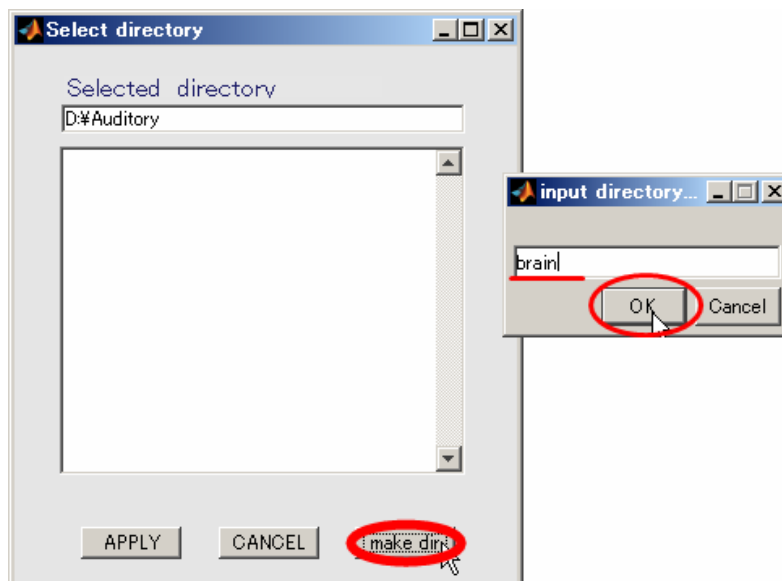 Select directory
Selected directory
D:¥Auditory
APPLY
CANCEL
make dir
input directory...
brain
OK
Cancel